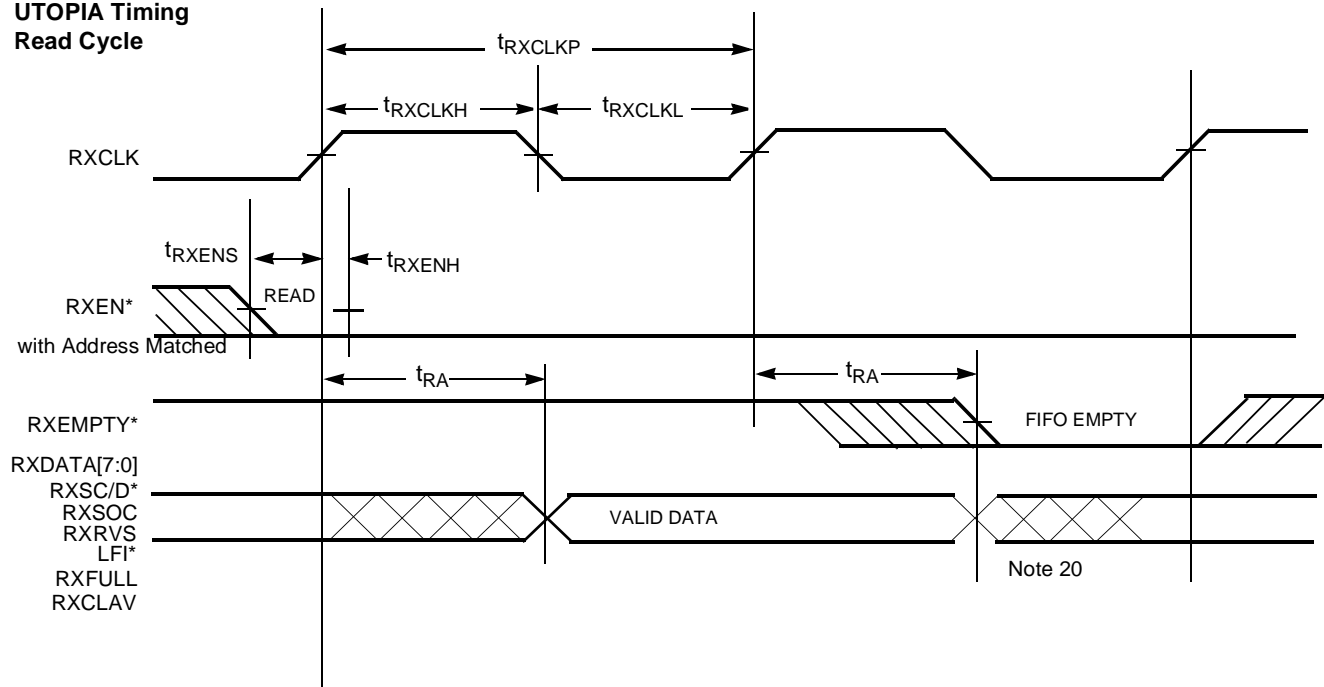 UTOPIA Timing
Read Cycle
tRXCLKP
tRXCLKH
tRXCLKL
RXCLK
tRXENS
tRXENH
READ
RXEN*
with Address Matched
tRA
tRA
RXEMPTY*
FIFO EMPTY
RXDATA[7:0]
RXSC/D*
RXSOC
VALID DATA
RXRVS
LFI*
Note 20
RXFULL
RXCLAV